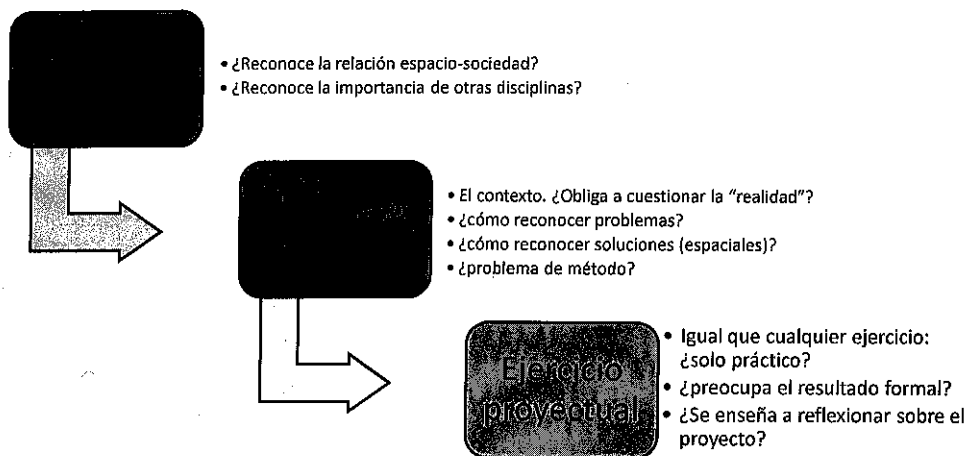 • ¿Reconoce la relación espacio-sociedad?
• ¿Reconoce la importancia de otras disciplinas?
• El contexto. ¿Obliga a cuestionar la “realidad”?
• ¿cómo reconocer problemas?
• ¿cómo reconocer soluciones (espaciales)?
• ¿problema de método?
Ejercicio
proyectual
• Igual que cualquier ejercicio:
¿solo práctico?
• ¿preocupa el resultado formal?
• ¿Se enseña a reflexionar sobre el
proyecto?